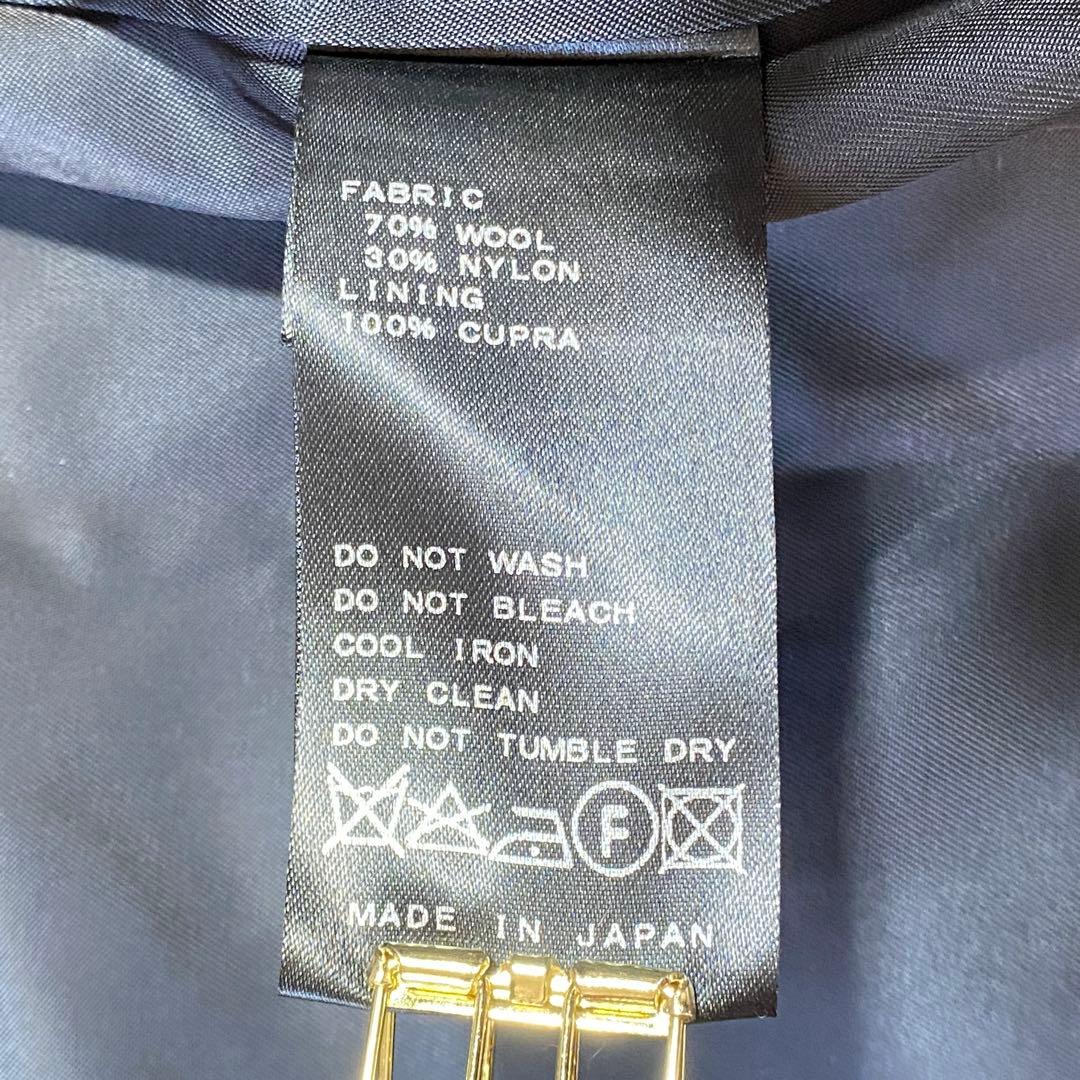 FABRIC
70% WOOL
30% NYLON
LINING
100% CUPRA
DO NOT WASH
DO NOT BLEACH
COOL IRON
DRY CLEAN
DO NOT TUMBLE DRY
F
MADE IN JAPAN